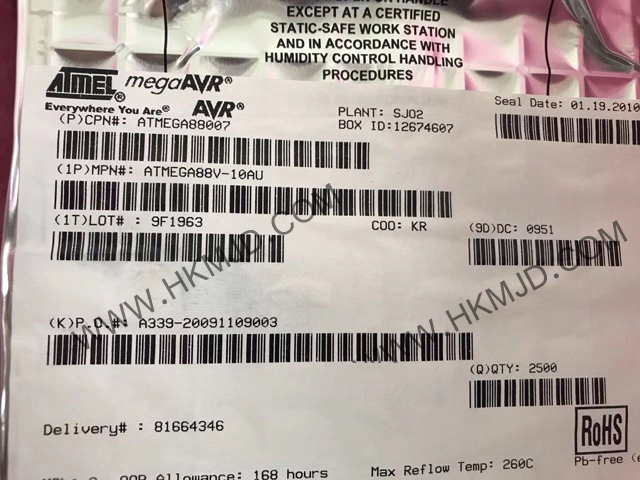 EXCEPT AT A CERTIFIED
STATIC-SAFE WORK STATION
AND IN ACCORDANCE WITH
HUMIDITY CONTROL HANDLING
PROCEDURES
ATMEL® megaAVR®
Everywhere You Are® AVR®
PLANT: SJ02
Seal Date: 01.19.2010
(P)CPN#: ATMEGA88007
BOX ID:12674607
(1P)MPN#: ATMEGA88V-10AU
(1T)LOT# : 9F1963
COO: KR
(9D)DC: 0951
(K)P.O.#: A339-20091109003
(Q)QTY: 2500
Delivery# : 81664346
RoHS
Allowance: 168 hours
Max Reflow Temp: 260C
Pb-free (e
WWW.HKMJD.COM
WWW.HKMJD.COM